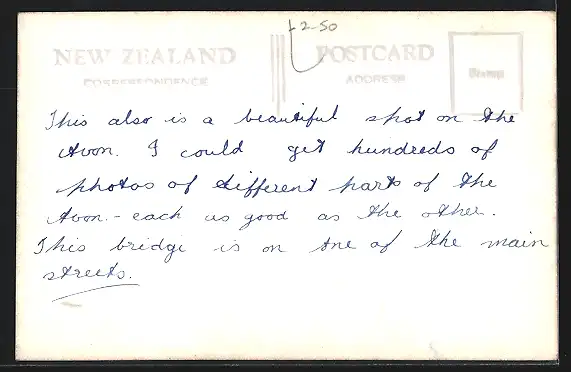 £2-50
NEW ZEALAND POSTCARD
CORRESPONDENCE ADDRESS
Stamp
This also is a beautiful spot on the
Avon. I could get hundreds of
photos of different parts of the
Avon - each as good as the other.
This bridge is on one of the main
streets.